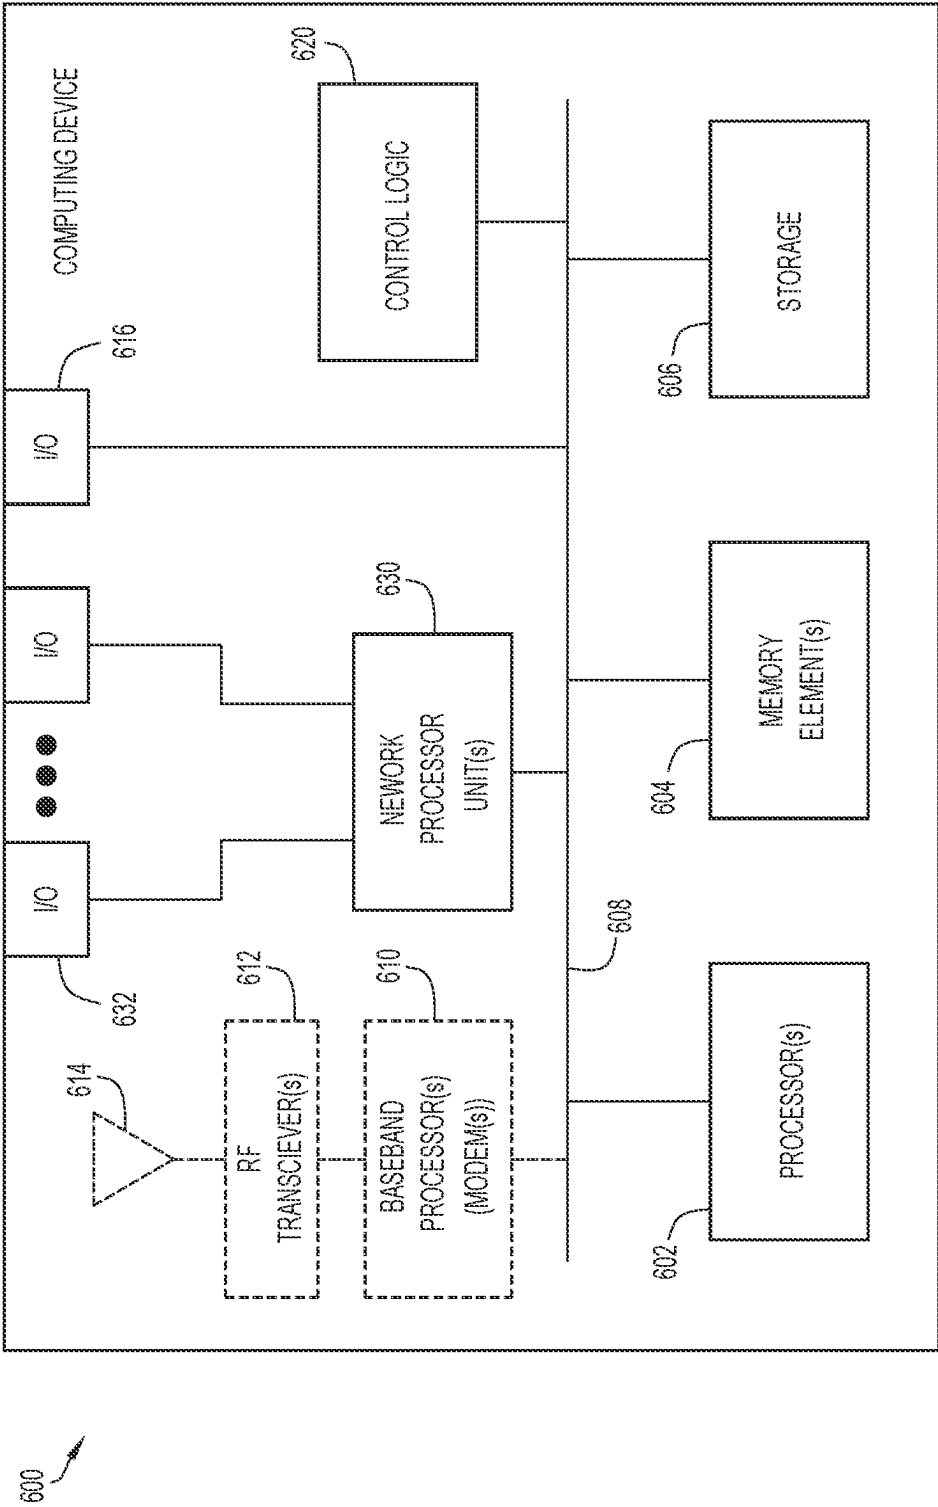 600
COMPUTING DEVICE
632
I/O
I/O
I/O
616
614
612
RF
TRANSCIEVER(s)
610
BASEBAND
PROCESSOR(s)
(MODEM(s))
630
NEWORK
PROCESSOR
UNIT(s)
620
CONTROL LOGIC
608
602
PROCESSOR(s)
604
MEMORY
ELEMENT(s)
606
STORAGE